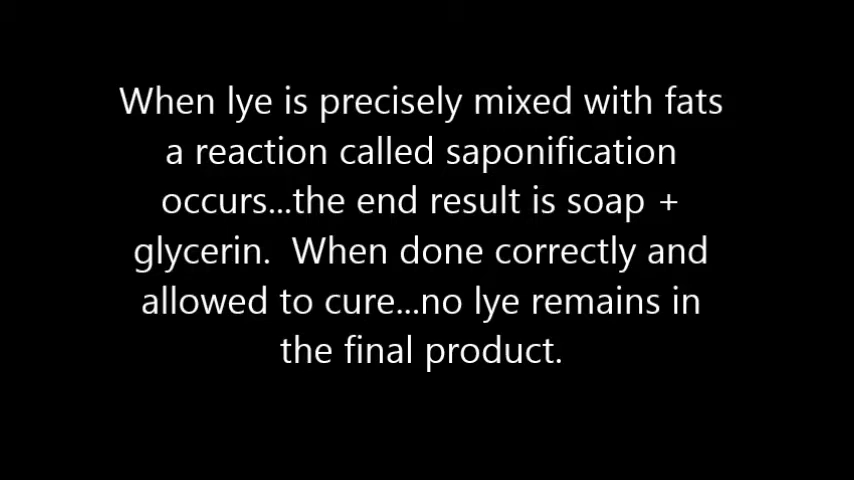 When lye is precisely mixed with fats
a reaction called saponification
occurs...the end result is soap +
glycerin.  When done correctly and
allowed to cure...no lye remains in
the final product.